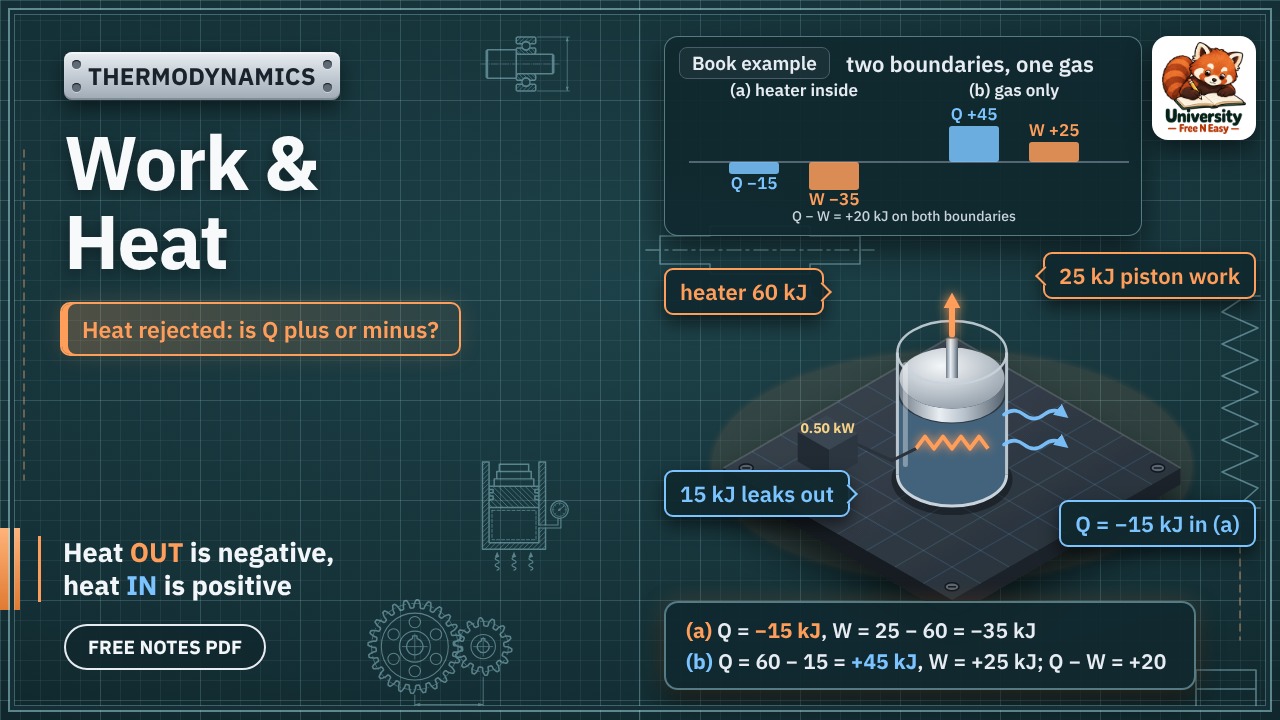 THERMODYNAMICS
Work &
Heat
Heat rejected: is Q plus or minus?
Heat OUT is negative,
heat IN is positive
FREE NOTES PDF
Book example two boundaries, one gas
(a) heater inside
(b) gas only
Q +45
W +25
Q −15
W −35
Q − W = +20 kJ on both boundaries
University
Free N Easy
heater 60 kJ
25 kJ piston work
0.50 kW
15 kJ leaks out
Q = −15 kJ in (a)
(a) Q = −15 kJ, W = 25 − 60 = −35 kJ
(b) Q = 60 − 15 = +45 kJ, W = +25 kJ; Q − W = +20